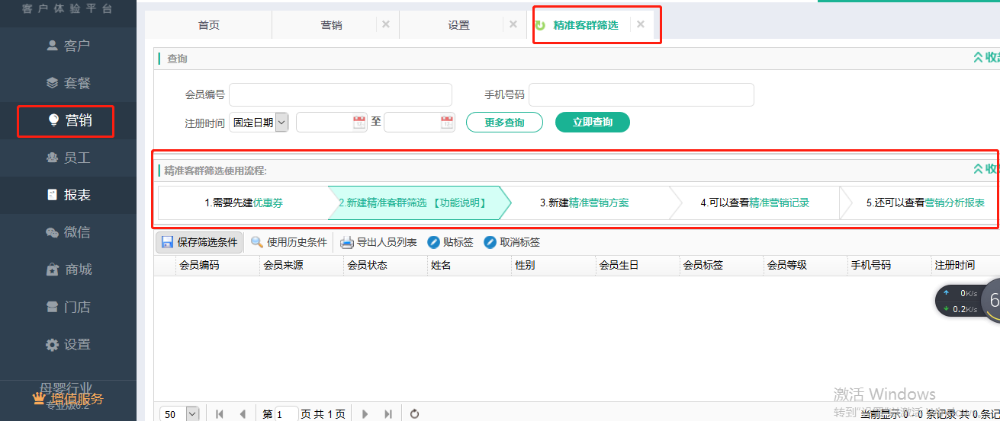 客户体验平台
客户
套餐
营销
员工
报表
微信
商城
门店
设置
母婴行业
增值服务
专业版6.2
首页 营销 设置 精准客群筛选
查询 收起
会员编号 手机号码
注册时间 固定日期 至 更多查询 立即查询
精准客群筛选使用流程: 收
1.需要先建优惠券 2.新建精准客群筛选 【功能说明】 3.新建精准营销方案 4.可以查看精准营销记录 5.还可以查看营销分析报表
保存筛选条件 使用历史条件 导出人员列表 贴标签 取消标签
会员编码 会员来源 会员状态 姓名 性别 会员生日 会员标签 会员等级 手机号码 注册时间
0K/s
0.2K/s
6
激活 Windows
转到"设置"以激活 Windows。
50 第 1 页 共 1 页 当前显示 0 - 0 条记录 共 0 条记